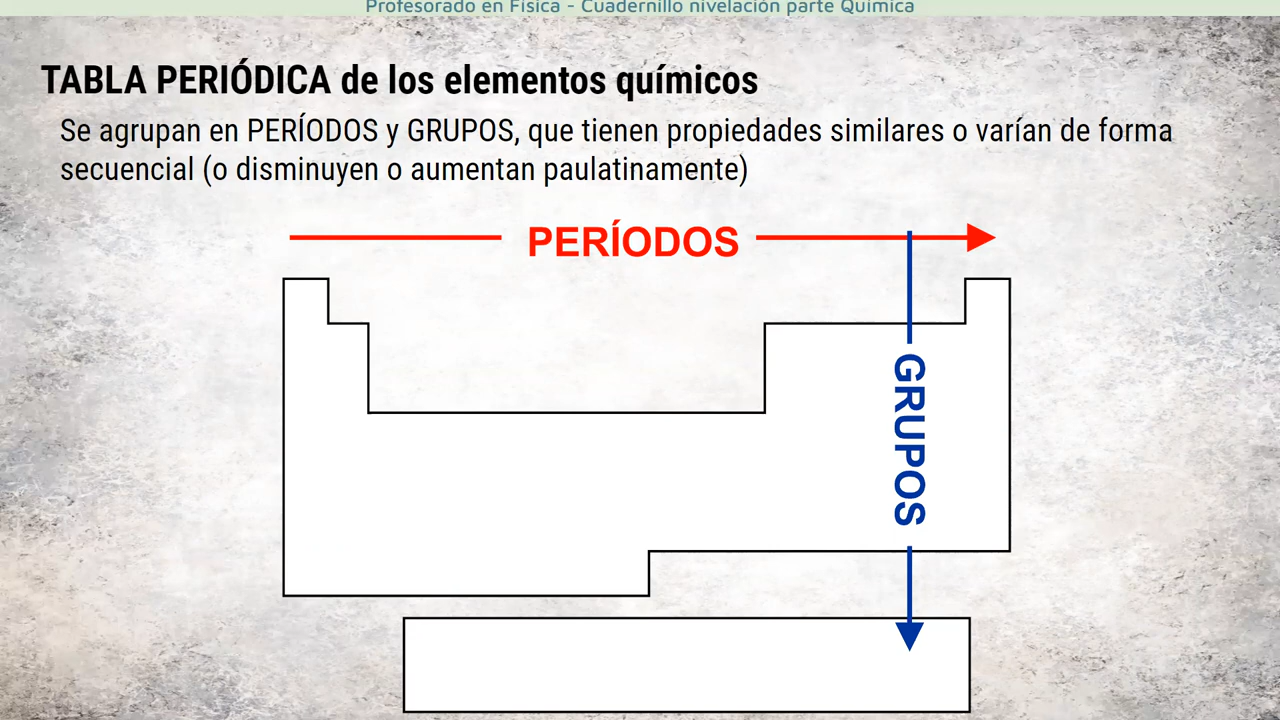 Profesorado en Física - Cuadernillo nivelación parte Química
TABLA PERIÓDICA de los elementos químicos
Se agrupan en PERÍODOS y GRUPOS, que tienen propiedades similares o varían de forma
secuencial (o disminuyen o aumentan paulatinamente)
PERÍODOS
GRUPOS